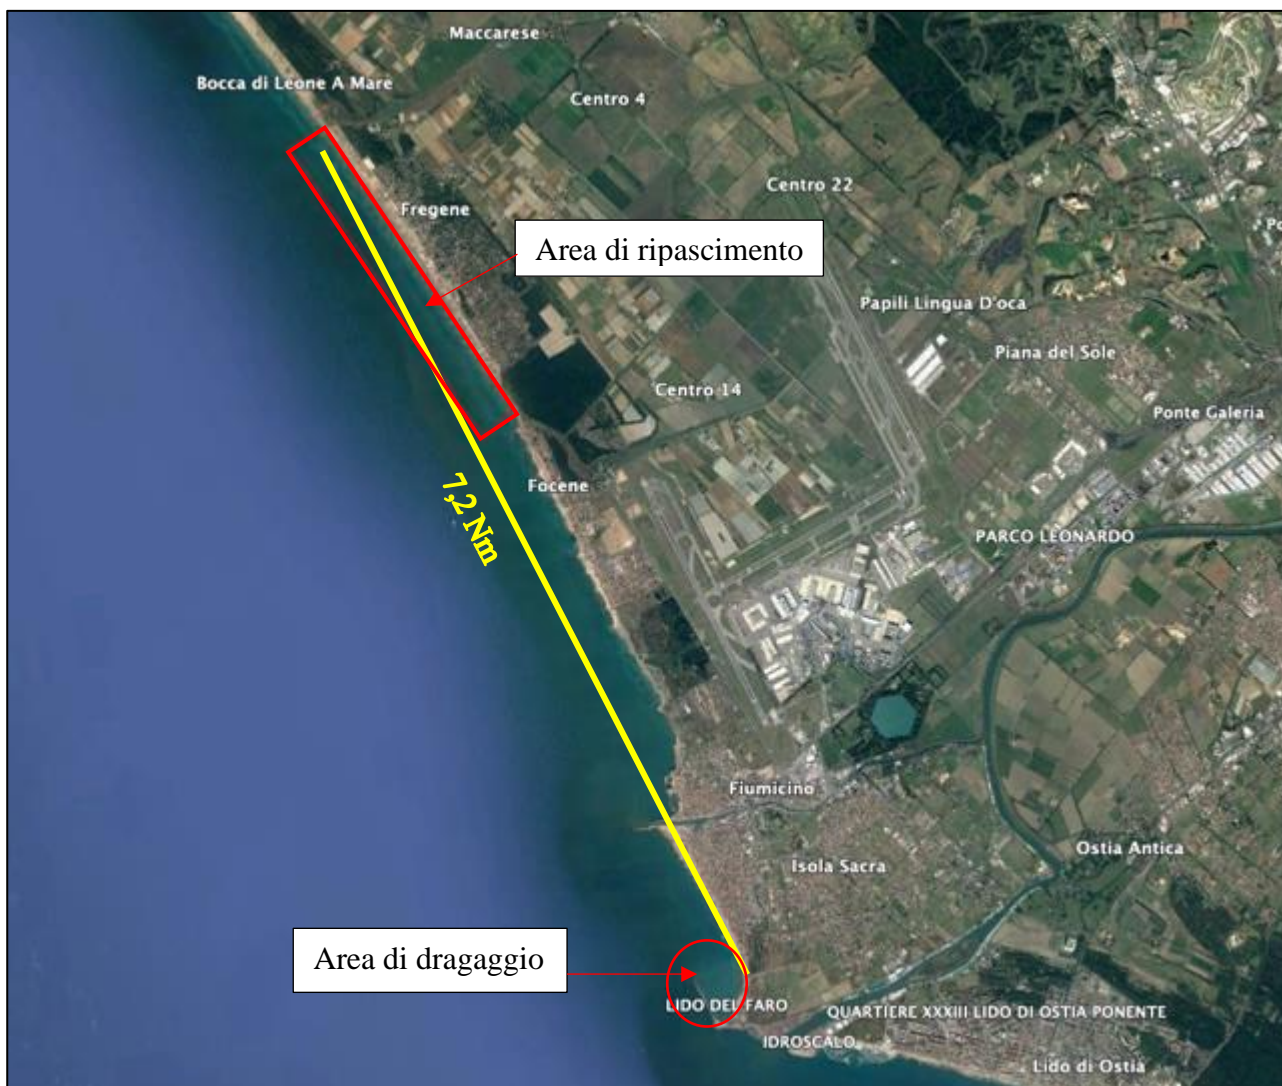 Maccarese
Bocca di Leone A Mare
Centro 4
Centro 22
Fregene
Po
Area di ripascimento
Papili Lingua D'oca
Piana del Sole
Centro 14
Ponte Galeria
Focene
7,2 Nm
PARCO LEONARDO
Fiumicino
Ostia Antica
Isola Sacra
Area di dragaggio
LIDO DEL FARO
QUARTIERE XXXIII LIDO DI OSTIA PONENTE
IDROSCALO
Lido di Ostia